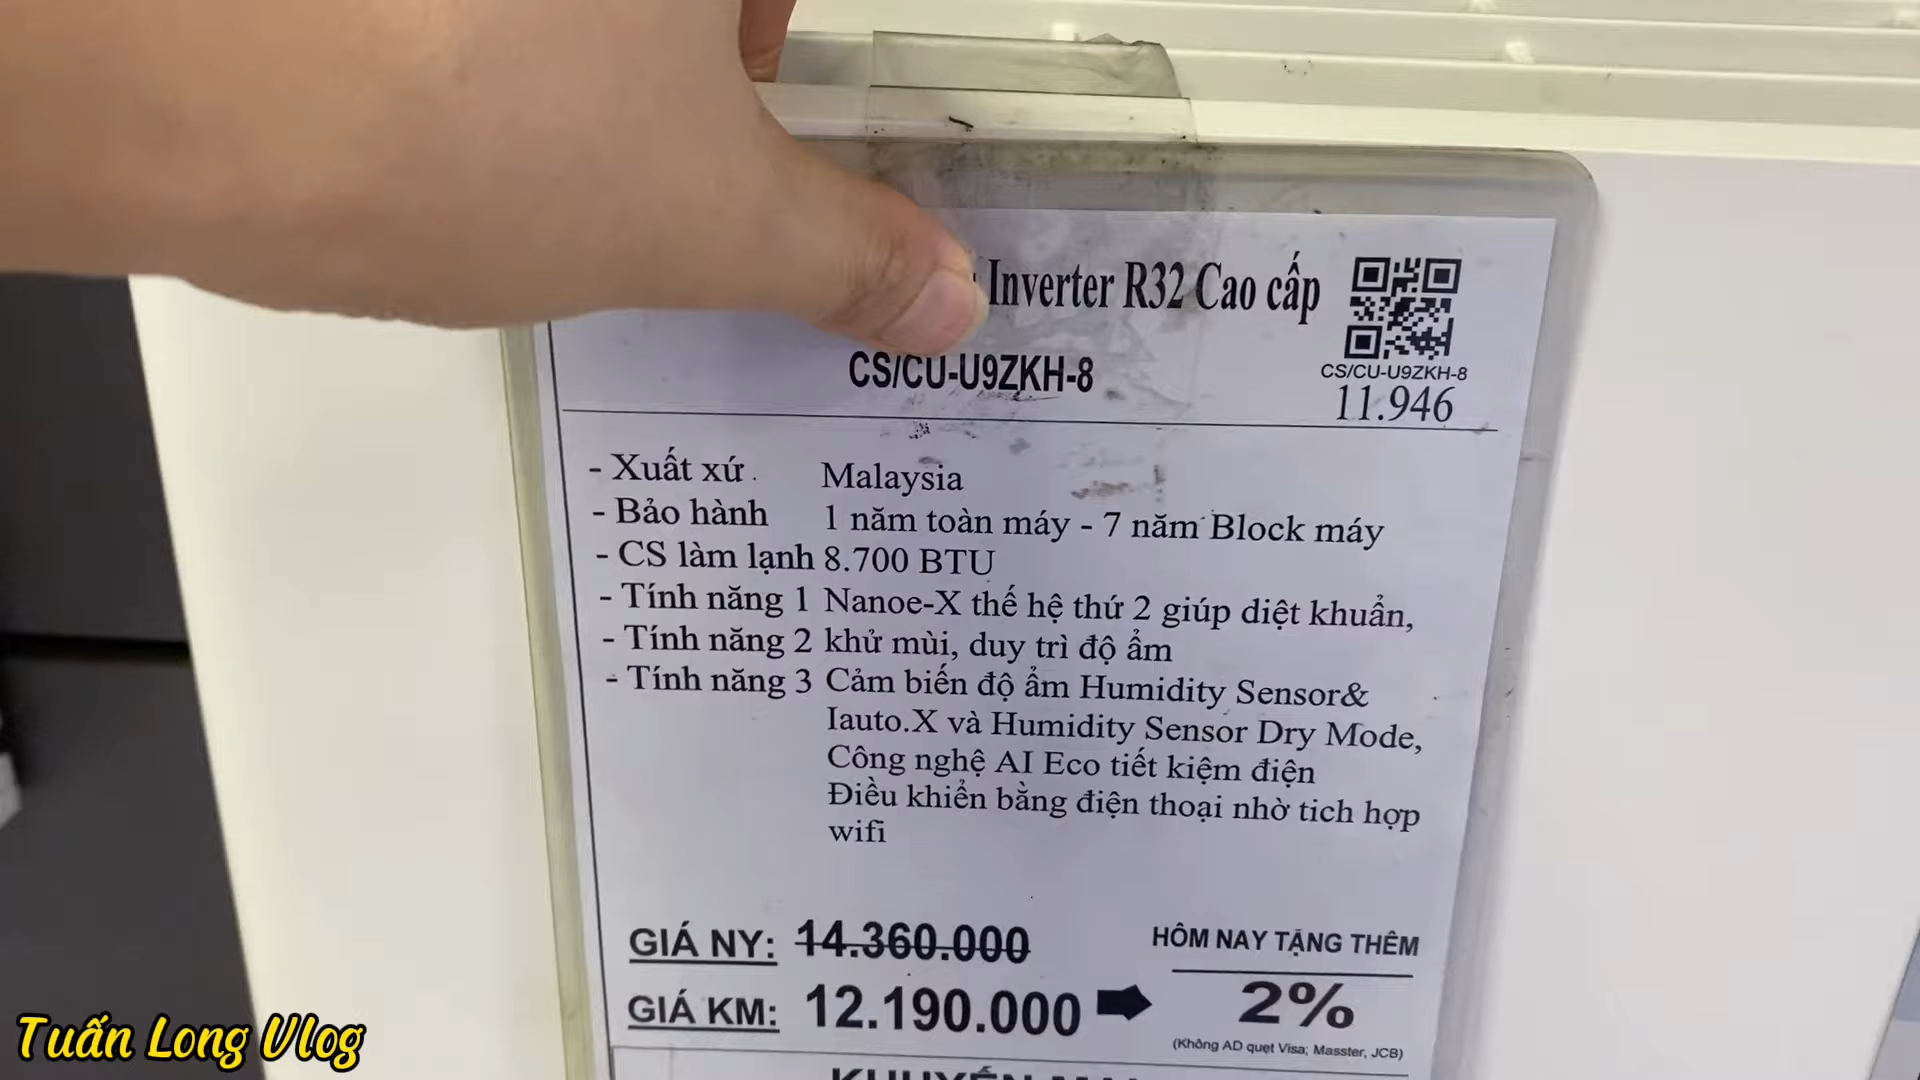 Inverter R32 Cao cấp
CS/CU-U9ZKH-8
CS/CU-U9ZKH-8
11.946
- Xuất xứ Malaysia
- Bảo hành 1 năm toàn máy - 7 năm Block máy
- CS làm lạnh 8.700 BTU
- Tính năng 1 Nanoe-X thế hệ thứ 2 giúp diệt khuẩn,
- Tính năng 2 khử mùi, duy trì độ ẩm
- Tính năng 3 Cảm biến độ ẩm Humidity Sensor&
Iauto.X và Humidity Sensor Dry Mode,
Công nghệ AI Eco tiết kiệm điện
Điều khiển bằng điện thoại nhờ tich hợp
wifi
GIÁ NY: 14.360.000
HÔM NAY TẶNG THÊM
GIÁ KM: 12.190.000
2%
(Không AD quẹt Visa; Masster, JCB)
Tuấn Long Vlog